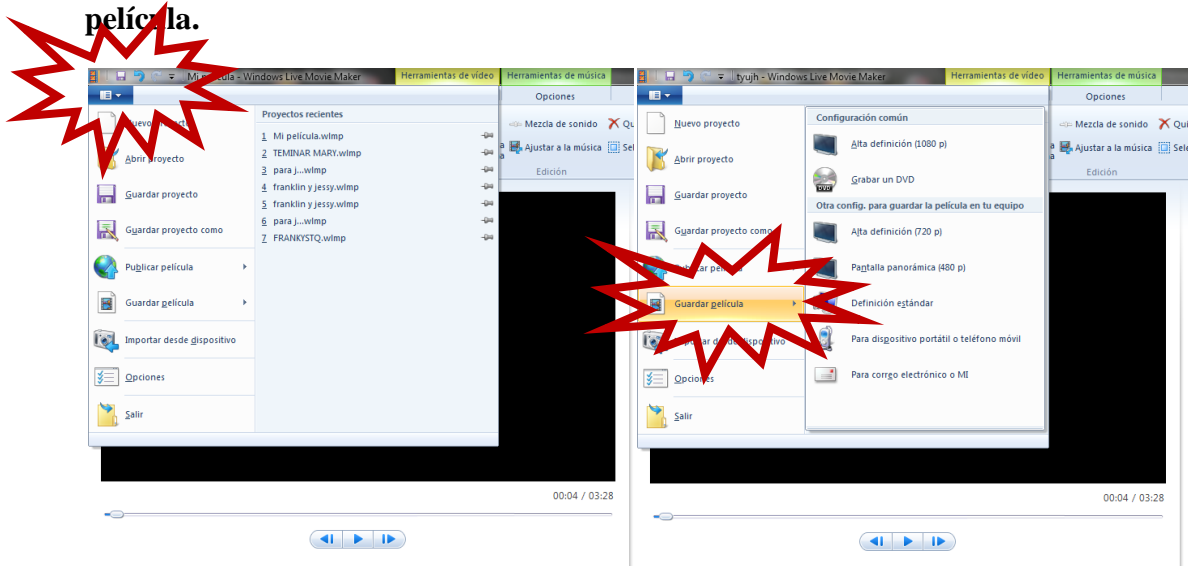 película.
Mi película - Windows Live Movie Maker
Herramientas de vídeo
Herramientas de música
Opciones
Nuevo proyecto
Abrir proyecto
Guardar proyecto
Guardar proyecto como
Publicar película
Guardar película
Importar desde dispositivo
Opciones
Salir
Proyectos recientes
1 Mi película.wlmp
2 TEMINAR MARY.wlmp
3 para j...wlmp
4 franklin y jessy.wlmp
5 franklin y jessy.wlmp
6 para j...wlmp
7 FRANKYSTQ.wlmp
Mezcla de sonido
Ajustar a la música
Edición
00:04 / 03:28
tyujh - Windows Live Movie Maker
Herramientas de vídeo
Herramientas de música
Opciones
Nuevo proyecto
Abrir proyecto
Guardar proyecto
Guardar proyecto como
Publicar película
Guardar película
Importar desde dispositivo
Opciones
Salir
Configuración común
Alta definición (1080 p)
Grabar un DVD
DVD
Otra config. para guardar la película en tu equipo
Alta definición (720 p)
Pantalla panorámica (480 p)
Definición estándar
Para dispositivo portátil o teléfono móvil
Para correo electrónico o MI
Mezcla de sonido
Ajustar a la música
Edición
00:04 / 03:28